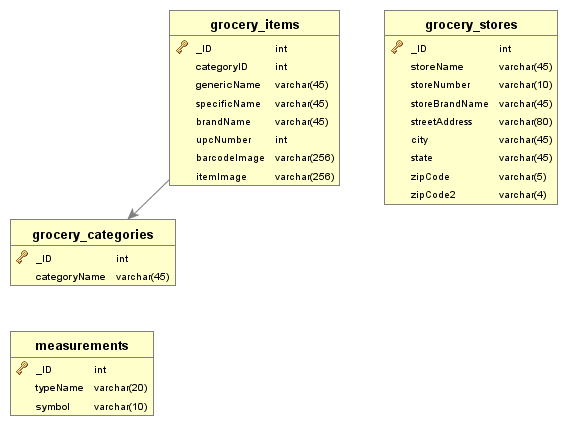 grocery_items
_ID int
categoryID int
genericName varchar(45)
specificName varchar(45)
brandName varchar(45)
upcNumber int
barcodeImage varchar(256)
itemImage varchar(256)
grocery_stores
_ID int
storeName varchar(45)
storeNumber varchar(10)
storeBrandName varchar(45)
streetAddress varchar(80)
city varchar(45)
state varchar(45)
zipCode varchar(5)
zipCode2 varchar(4)
grocery_categories
_ID int
categoryName varchar(45)
measurements
_ID int
typeName varchar(20)
symbol varchar(10)